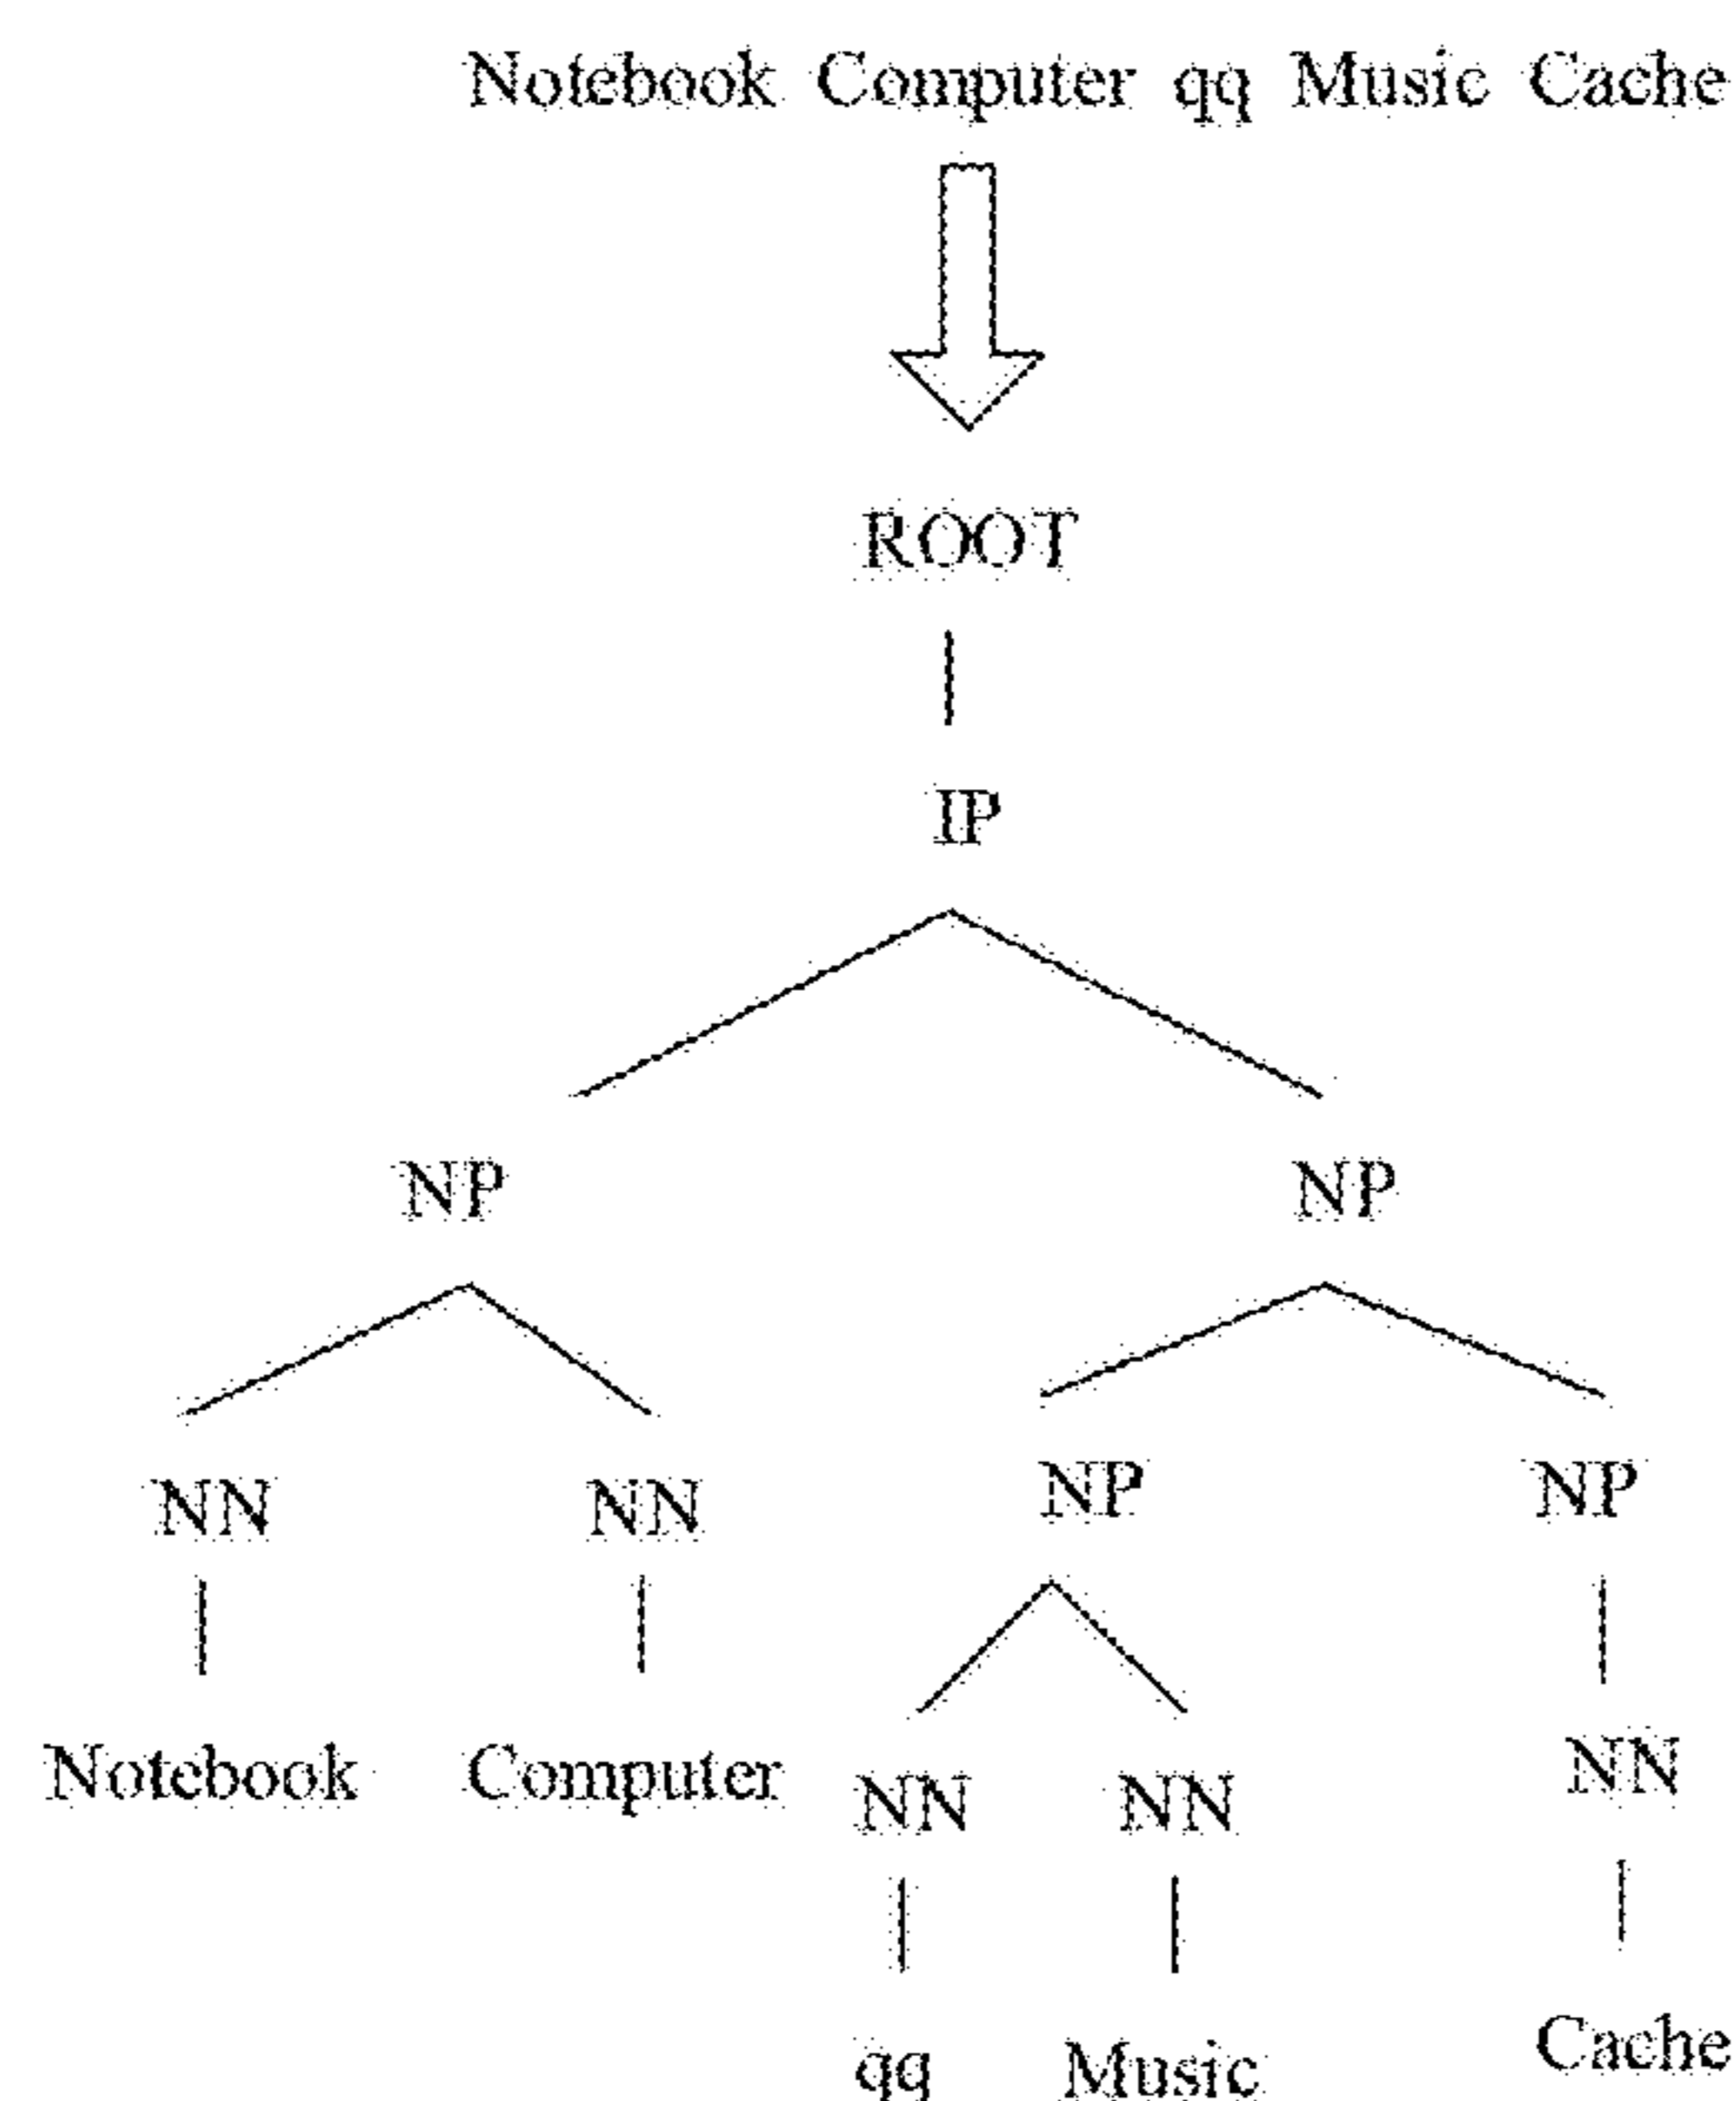 Notebook Computer qq Music Cache
ROOT
IP
NP NP
NN NN NP NP
Notebook Computer NN NN NN
qq Music Cache